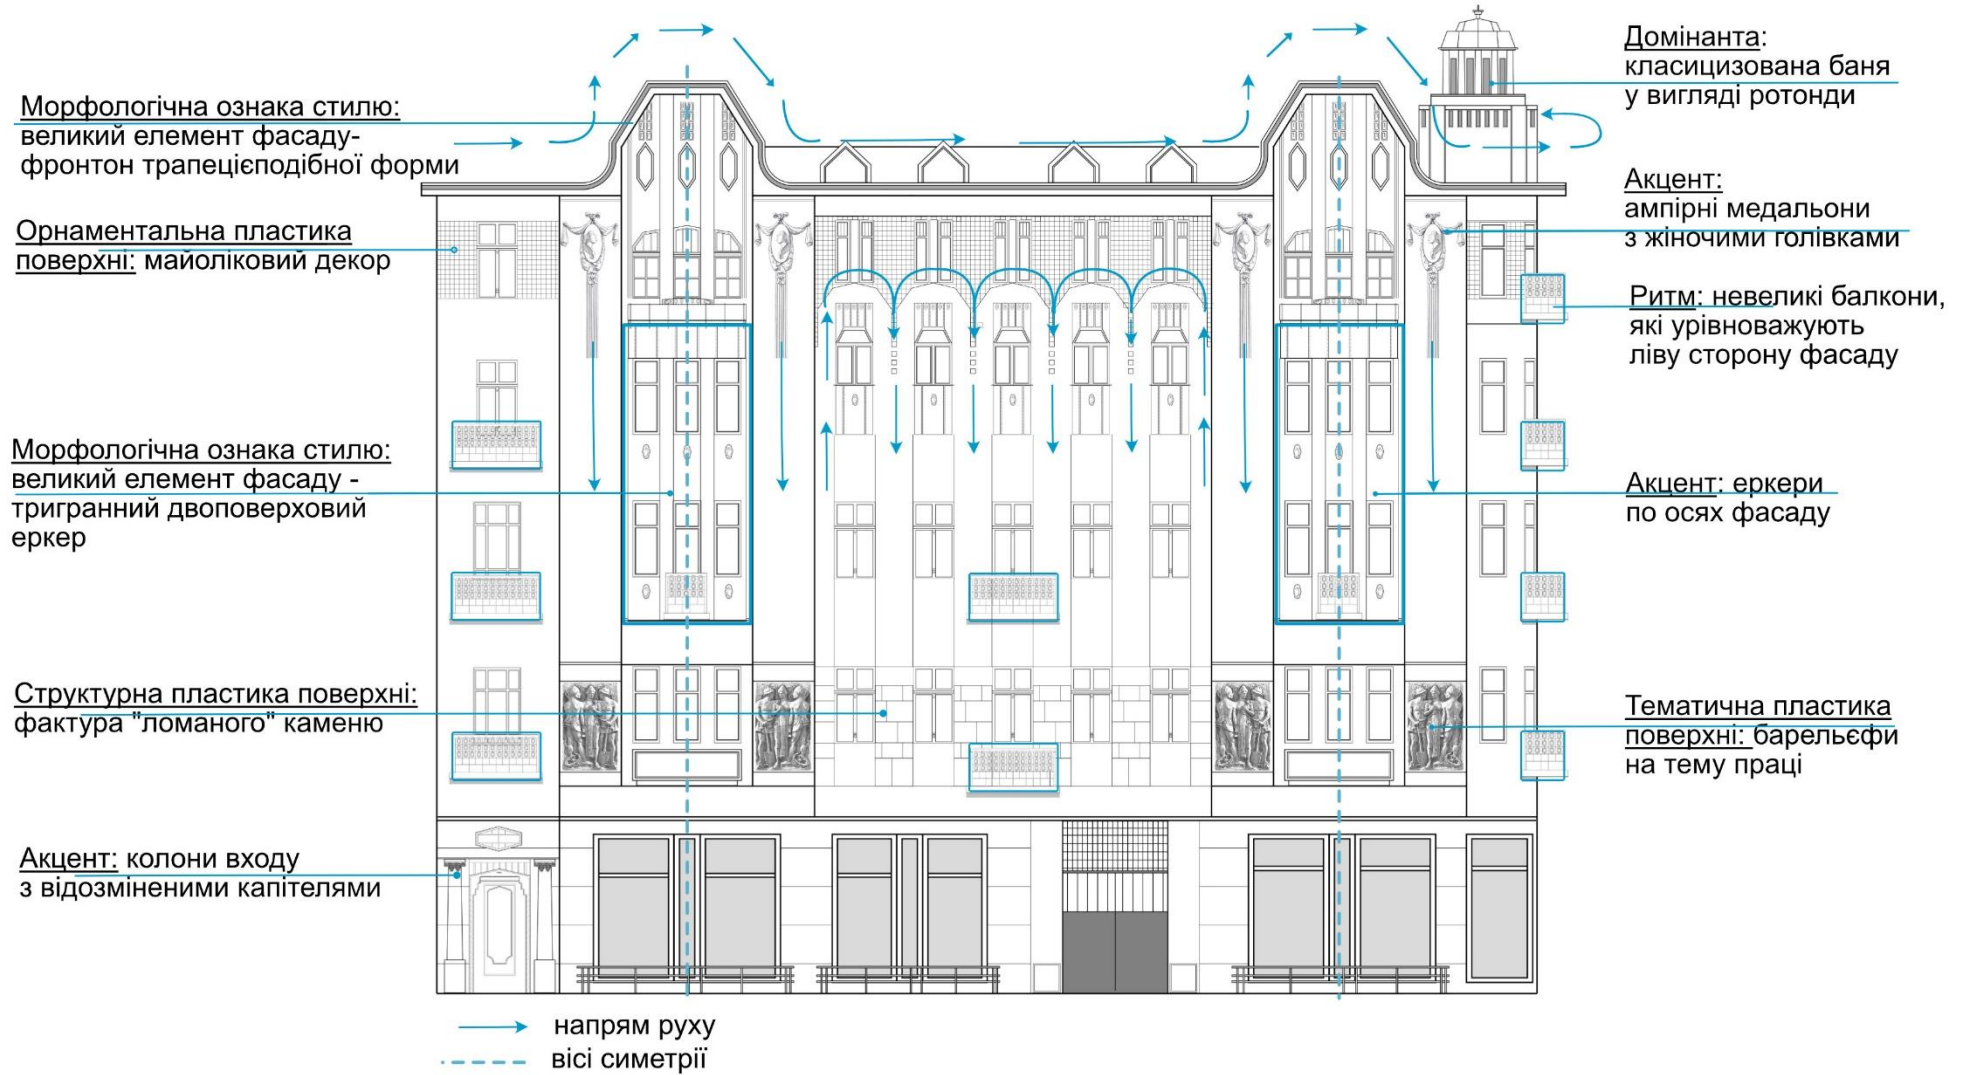 Морфологічна ознака стилю:
великий елемент фасаду-
фронтон трапецієподібної форми
Орнаментальна пластика
поверхні: майоліковий декор
Морфологічна ознака стилю:
великий елемент фасаду -
тригранний двоповерховий
еркер
Структурна пластика поверхні:
фактура "ломаного" каменю
Акцент: колони входу
з відозміненими капітелями
Домінанта:
класицизована баня
у вигляді ротонди
Акцент:
ампірні медальони
з жіночими голівками
Ритм: невеликі балкони,
які урівноважують
ліву сторону фасаду
Акцент: еркери
по осях фасаду
Тематична пластика
поверхні: барельєфи
на тему праці
напрям руху
вісі симетрії